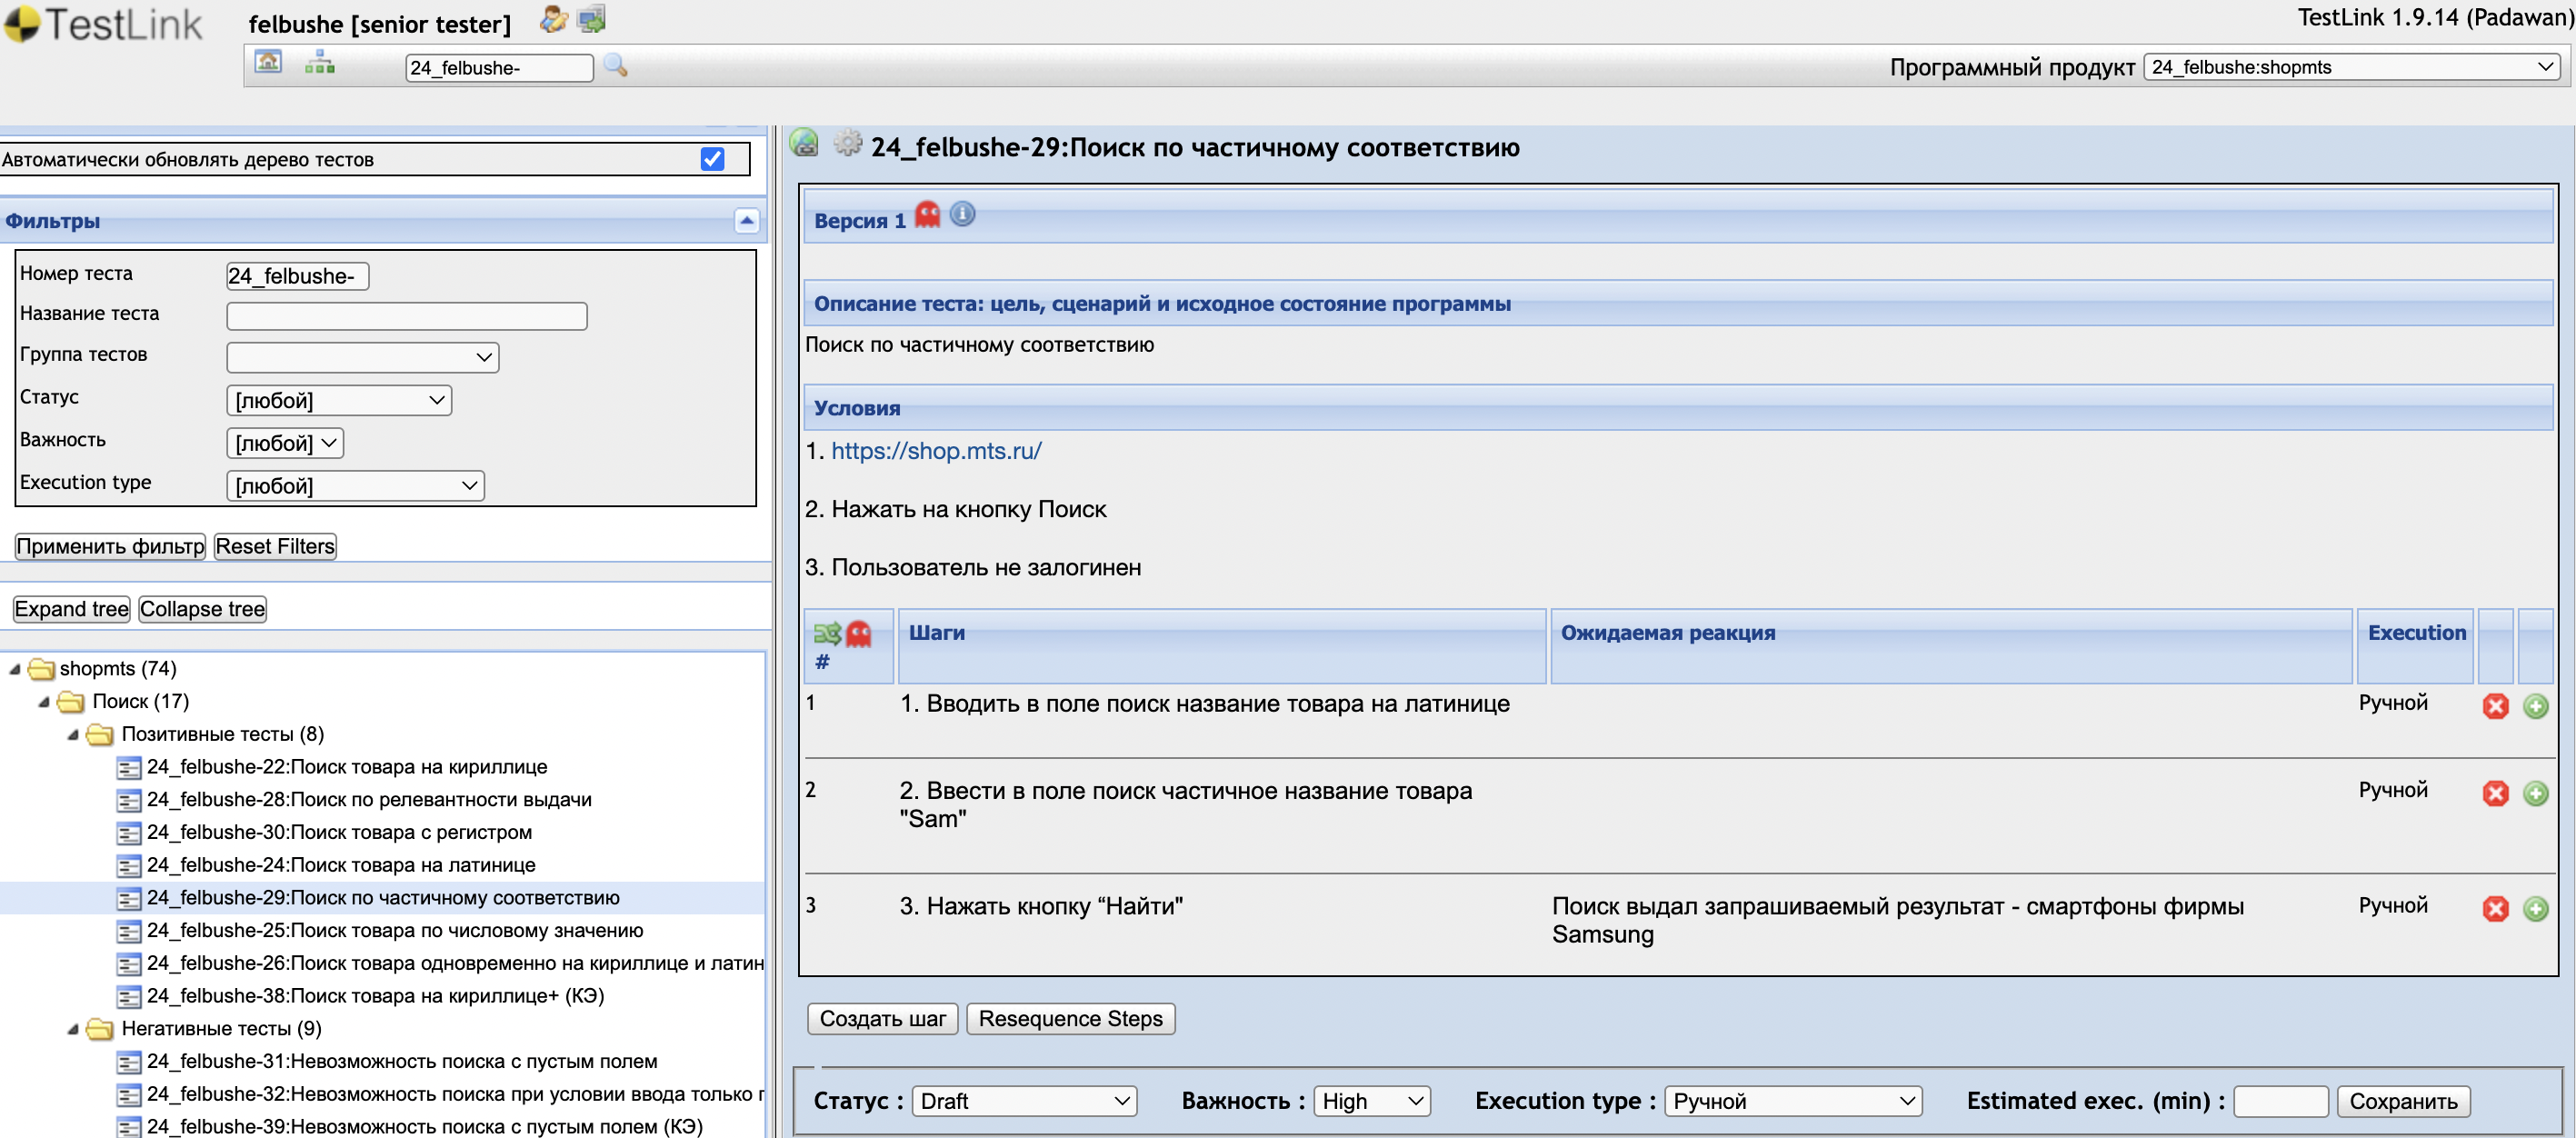 TestLink
felbushe [senior tester]
TestLink 1.9.14 (Padawan)
24_felbushe-
Программный продукт 24_felbushe:shopmts
Автоматически обновлять дерево тестов
Фильтры
Номер теста 24_felbushe-
Название теста
Группа тестов
Статус [любой]
Важность [любой]
Execution type [любой]
Применить фильтр Reset Filters
Expand tree Collapse tree
shopmts (74)
Поиск (17)
Позитивные тесты (8)
24_felbushe-22:Поиск товара на кириллице
24_felbushe-28:Поиск по релевантности выдачи
24_felbushe-30:Поиск товара с регистром
24_felbushe-24:Поиск товара на латинице
24_felbushe-29:Поиск по частичному соответствию
24_felbushe-25:Поиск товара по числовому значению
24_felbushe-26:Поиск товара одновременно на кириллице и латин
24_felbushe-38:Поиск товара на кириллице+ (КЭ)
Негативные тесты (9)
24_felbushe-31:Невозможность поиска с пустым полем
24_felbushe-32:Невозможность поиска при условии ввода только
24_felbushe-39:Невозможность поиска с пустым полем (КЭ)
24_felbushe-29:Поиск по частичному соответствию
Версия 1
Описание теста: цель, сценарий и исходное состояние программы
Поиск по частичному соответствию
Условия
1. https://shop.mts.ru/
2. Нажать на кнопку Поиск
3. Пользователь не залогинен
# Шаги Ожидаемая реакция Execution
1 1. Вводить в поле поиск название товара на латинице Ручной
2 2. Ввести в поле поиск частичное название товара Ручной
"Sam"
3 3. Нажать кнопку “Найти" Поиск выдал запрашиваемый результат - смартфоны фирмы Ручной
Samsung
Создать шаг Resequence Steps
Статус : Draft Важность : High Execution type : Ручной Estimated exec. (min) : Сохранить